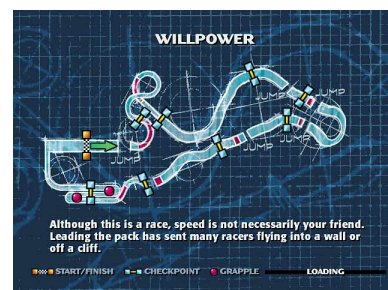 WILLPOWER
JUMP
JUMP
JUMP
JUMP
JUMP
Although this is a race, speed is not necessarily your friend.
Leading the pack has sent many racers flying into a wall or
off a cliff.
START/FINISH CHECKPOINT GRAPPLE LOADING